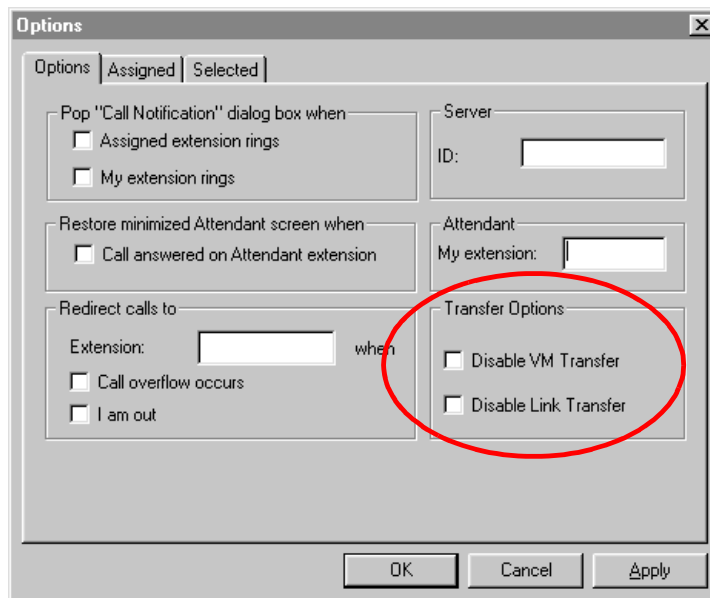 Options
Options Assigned Selected
Pop "Call Notification" dialog box when
Assigned extension rings
My extension rings
Server
ID:
Restore minimized Attendant screen when
Call answered on Attendant extension
Attendant
My extension:
Redirect calls to
Extension: when
Call overflow occurs
I am out
Transfer Options
Disable VM Transfer
Disable Link Transfer
OK Cancel Apply